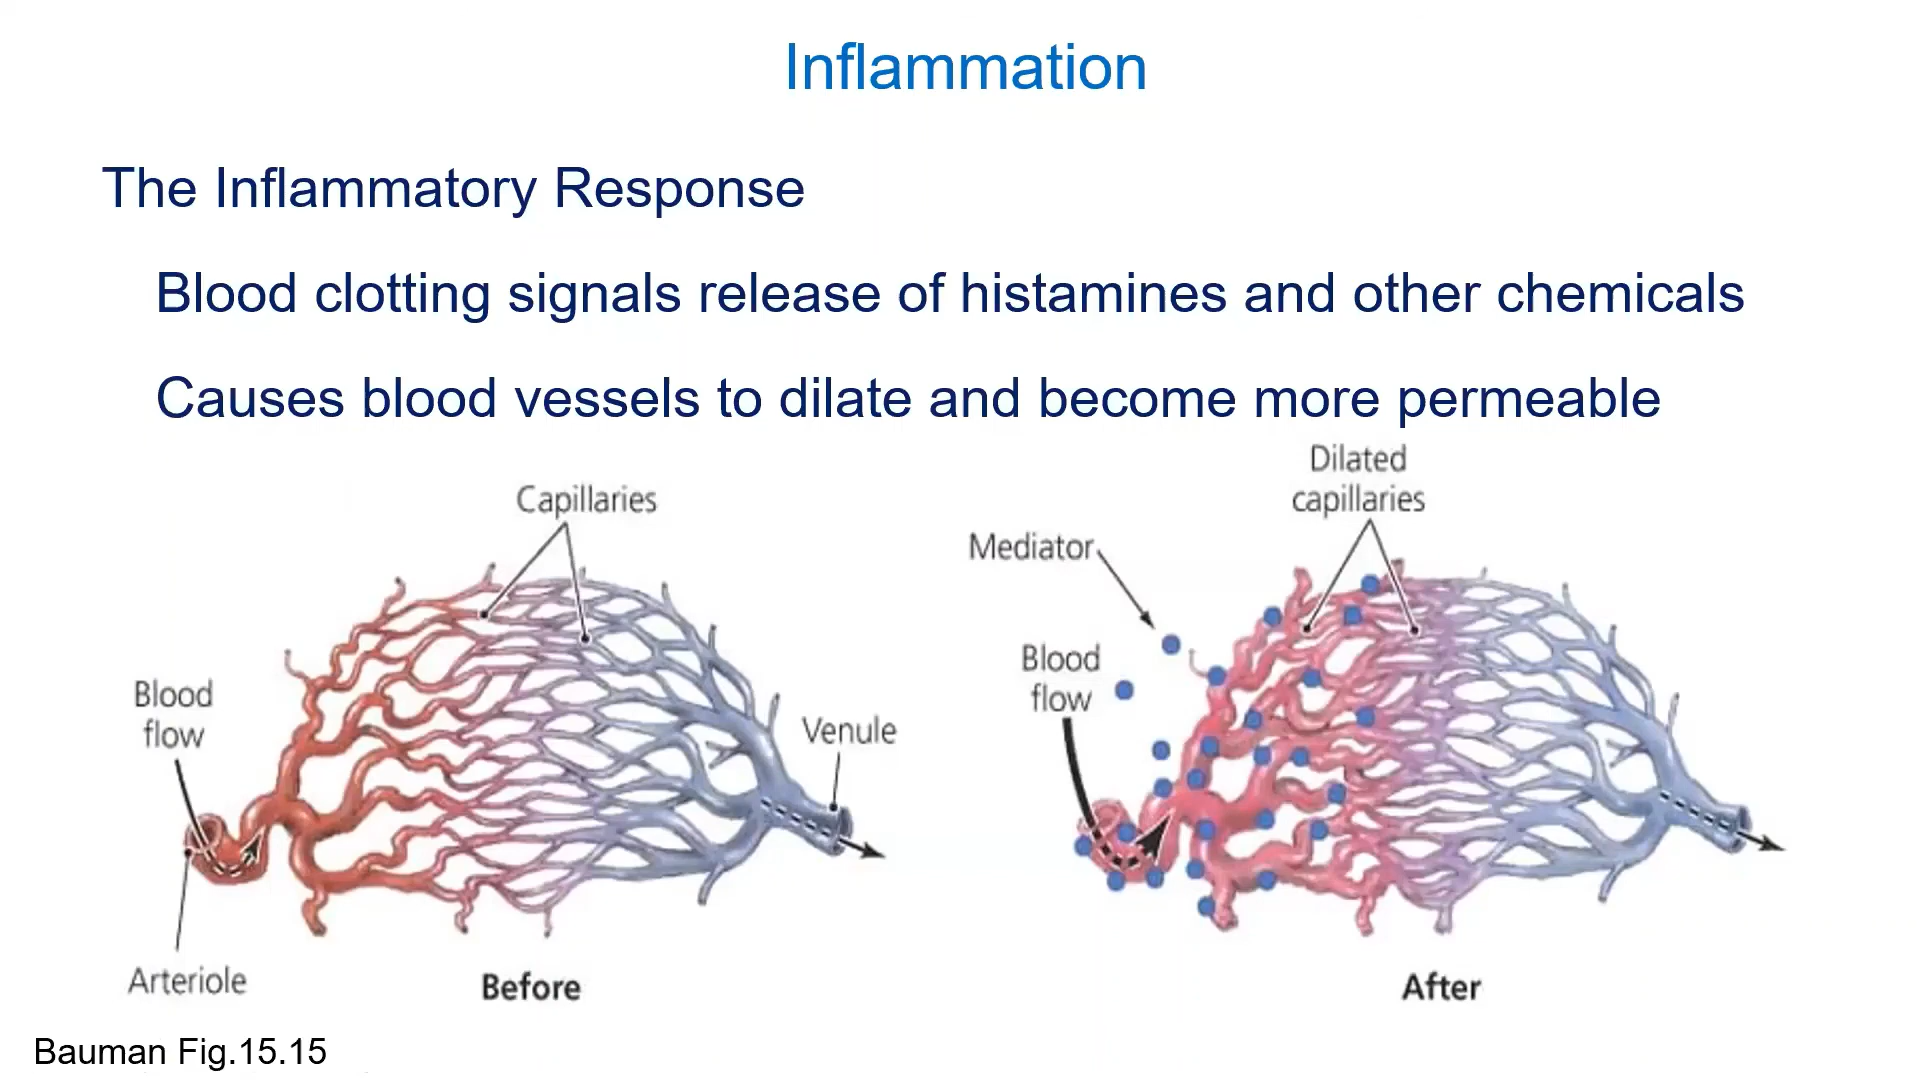 Inflammation
The Inflammatory Response
Blood clotting signals release of histamines and other chemicals
Causes blood vessels to dilate and become more permeable
Capillaries
Blood
flow
Venule
Arteriole
Before
Dilated
capillaries
Mediator
Blood
flow
After
Bauman Fig.15.15